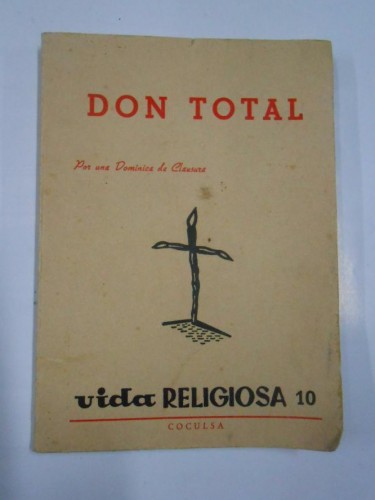 DON TOTAL
Por una Dominica de Clausura
vida RELIGIOSA 10
COCULSA